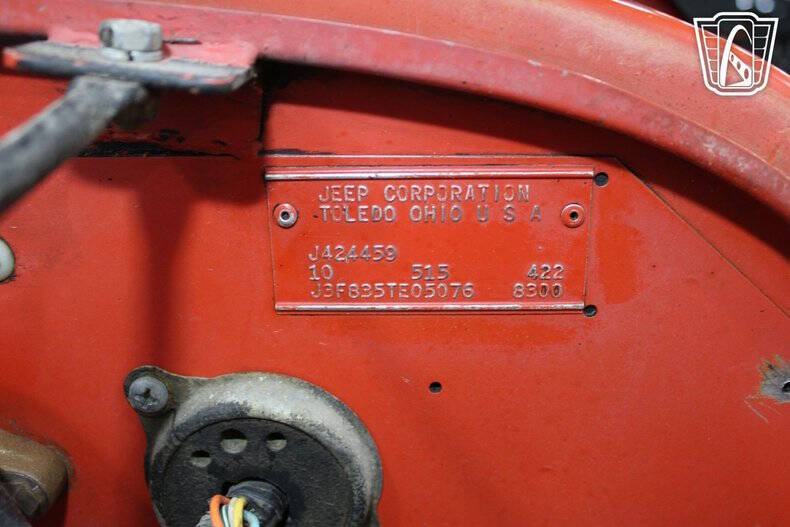 JEEP CORPORATION
TOLEDO OHIO U S A
J424459
10 515 422
J3F835TE05076 8300